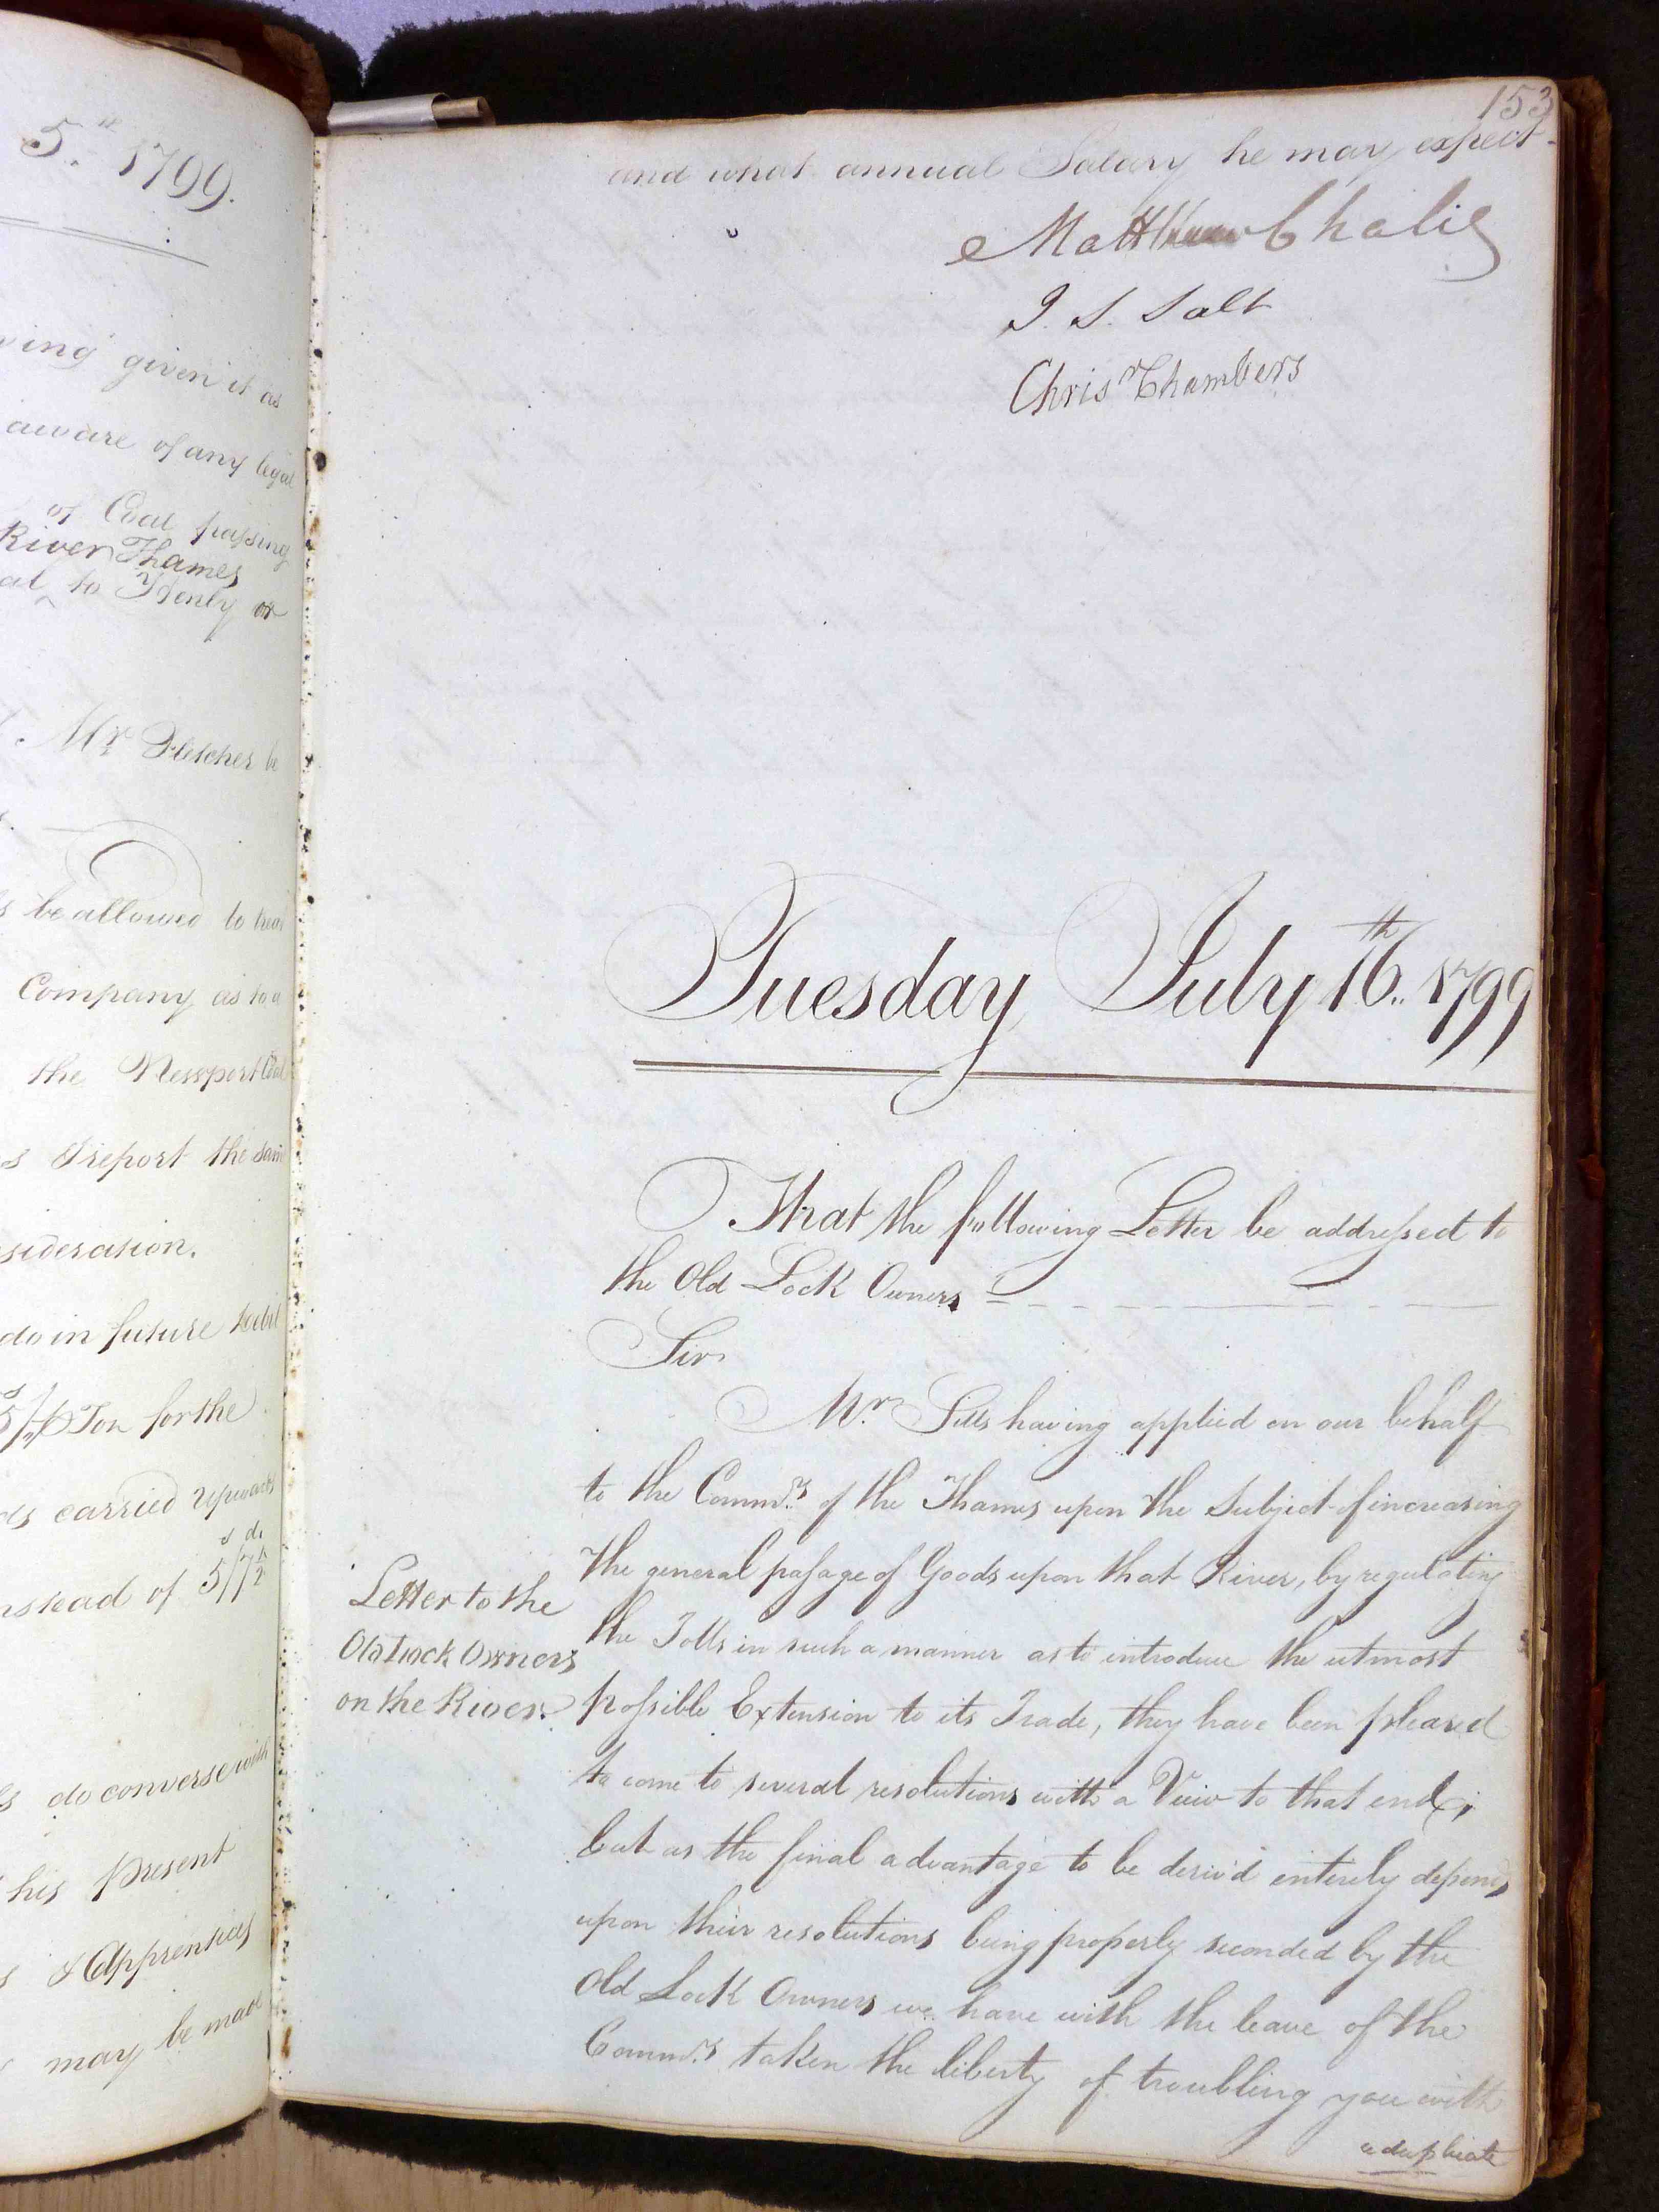 5.th 1799.
ving given it as
aware of any legal
of Coal passing
River Thames
at to Henly or
Mr Fletcher be
s be allowed to
Company as to a
the Newport Coal
s & report the same
sideration.
do in future
Ton for the
ds carried upwards
s d.
nstead of 5/7½
s do converse with
his Present
s & Apprentices
may be made
153
and what annual Salary he may expect.
Matthew Chalie
J. S. Salt
Chrisr Chambers
Tuesday July 16.th 1799
That the following Letter be addressed to
the Old Lock Owners
Sir
Mr. Sills having applied on our behalf
to the Commrs. of the Thames upon the Subject of increasing
the general passage of Goods upon that River, by regulating
the Tolls in such a manner as to introduce the utmost
possible Extension to its Trade, they have been pleased
to come to several resolutions with a View to that end;
but as the final advantage to be deriv'd entirely depends
upon their resolutions being properly seconded by the
Old Lock Owners we have with the leave of the
Commrs. taken the liberty of troubling you with
a duplicate
Letter to the
Old Lock Owners
on the River.